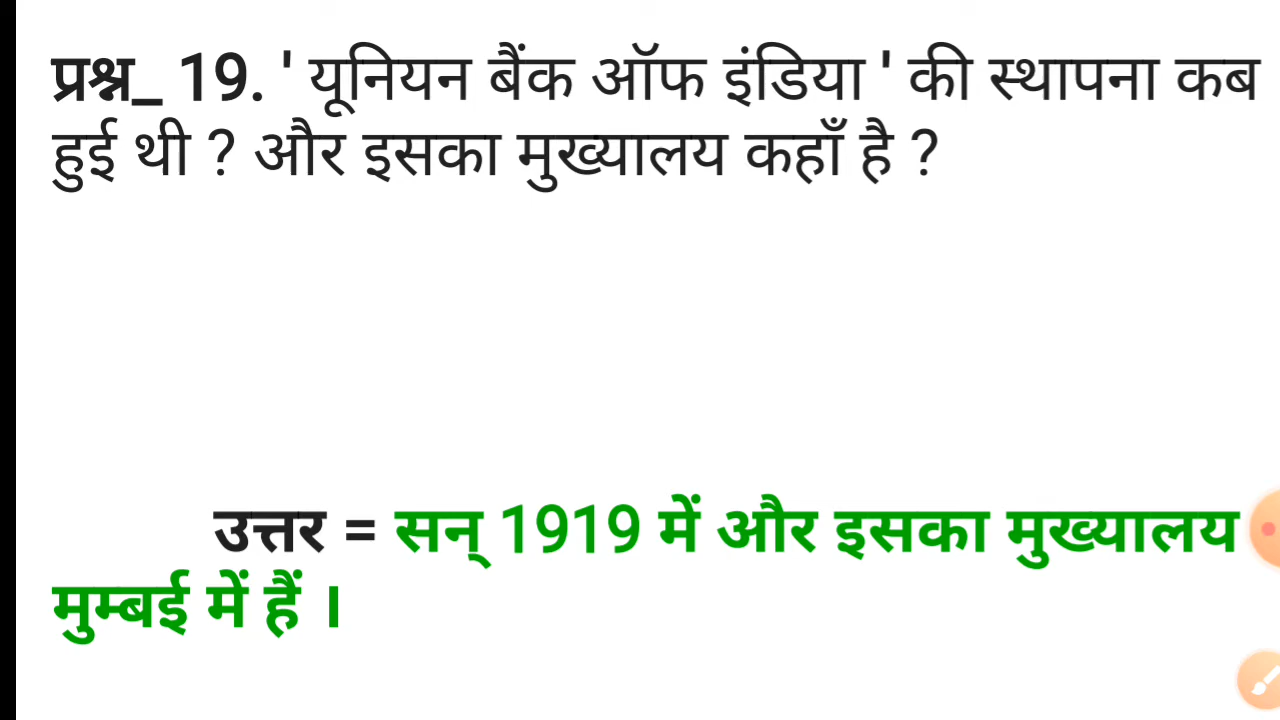 प्रश्न_ 19. ' यूनियन बैंक ऑफ इंडिया ' की स्थापना कब
हुई थी ? और इसका मुख्यालय कहाँ है ?
उत्तर = सन् 1919 में और इसका मुख्यालय
मुम्बई में हैं ।